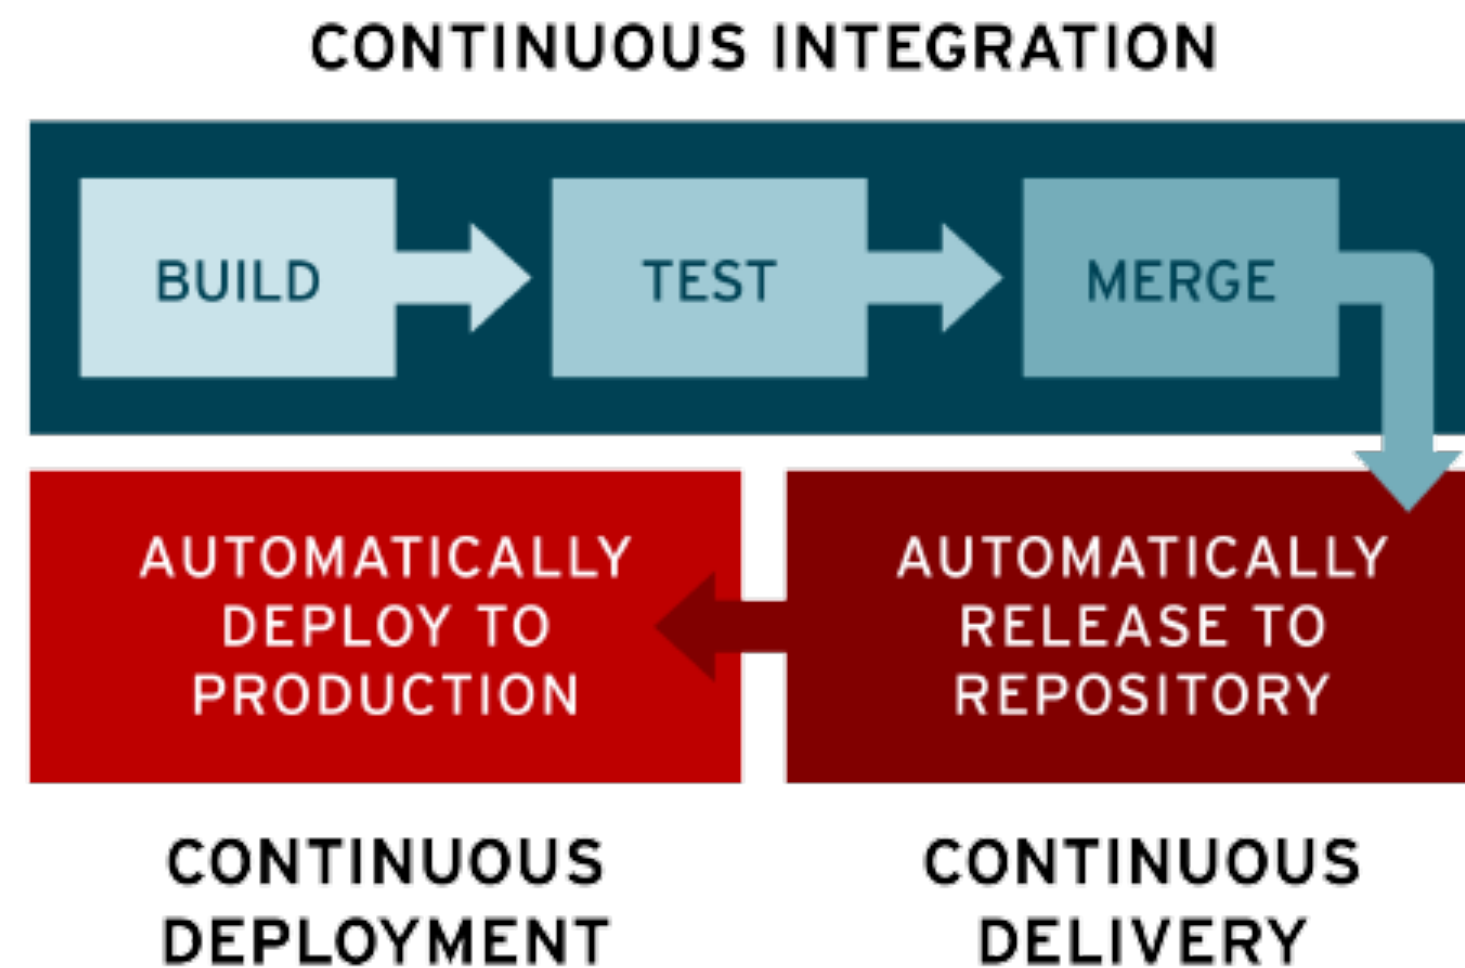 CONTINUOUS INTEGRATION
BUILD
TEST
MERGE
AUTOMATICALLY
DEPLOY TO
PRODUCTION
AUTOMATICALLY
RELEASE TO
REPOSITORY
CONTINUOUS
DEPLOYMENT
CONTINUOUS
DELIVERY